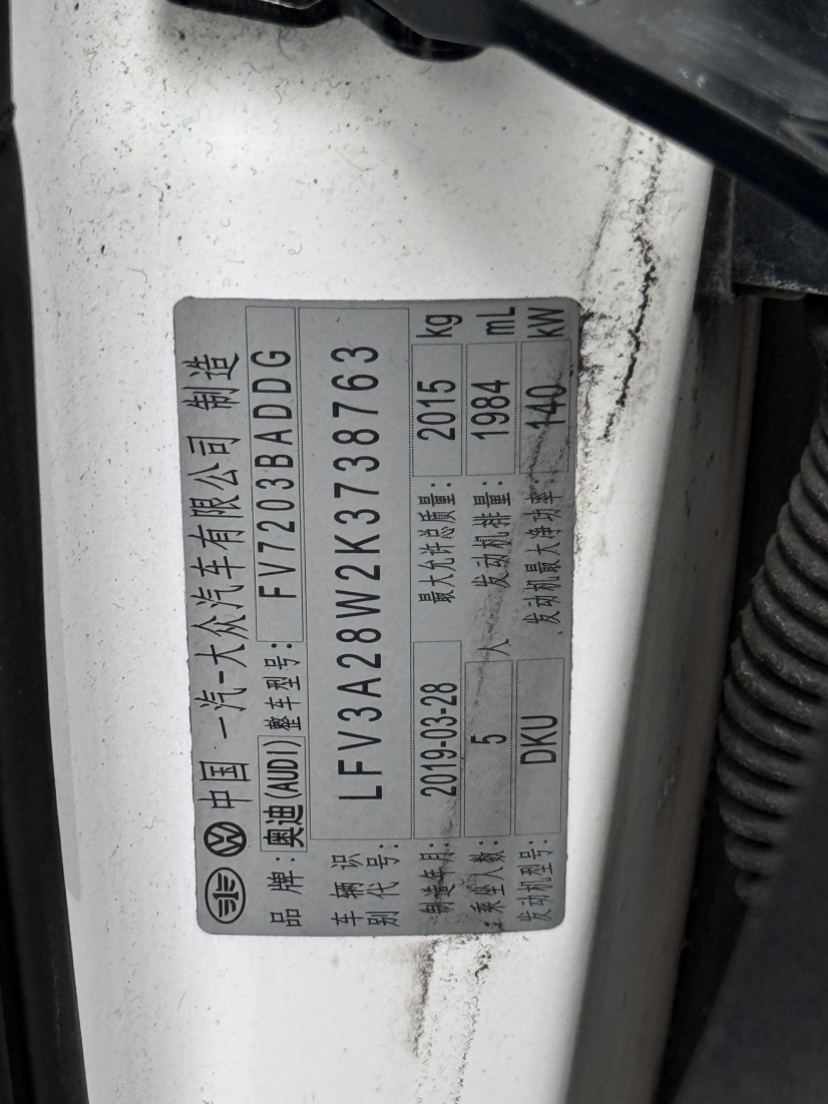 中国 一汽-大众汽车有限公司 制造
品 牌: 奥迪(AUDI) 整车型号: FV7203BADDG
车辆识别代号: LFV3A28W2K3738763
制造年月: 2019-03-28 最大允许总质量: 2015 kg
乘坐人数: 5 人 发动机排量: 1984 mL
发动机型号: DKU 发动机最大净功率: 140 kW